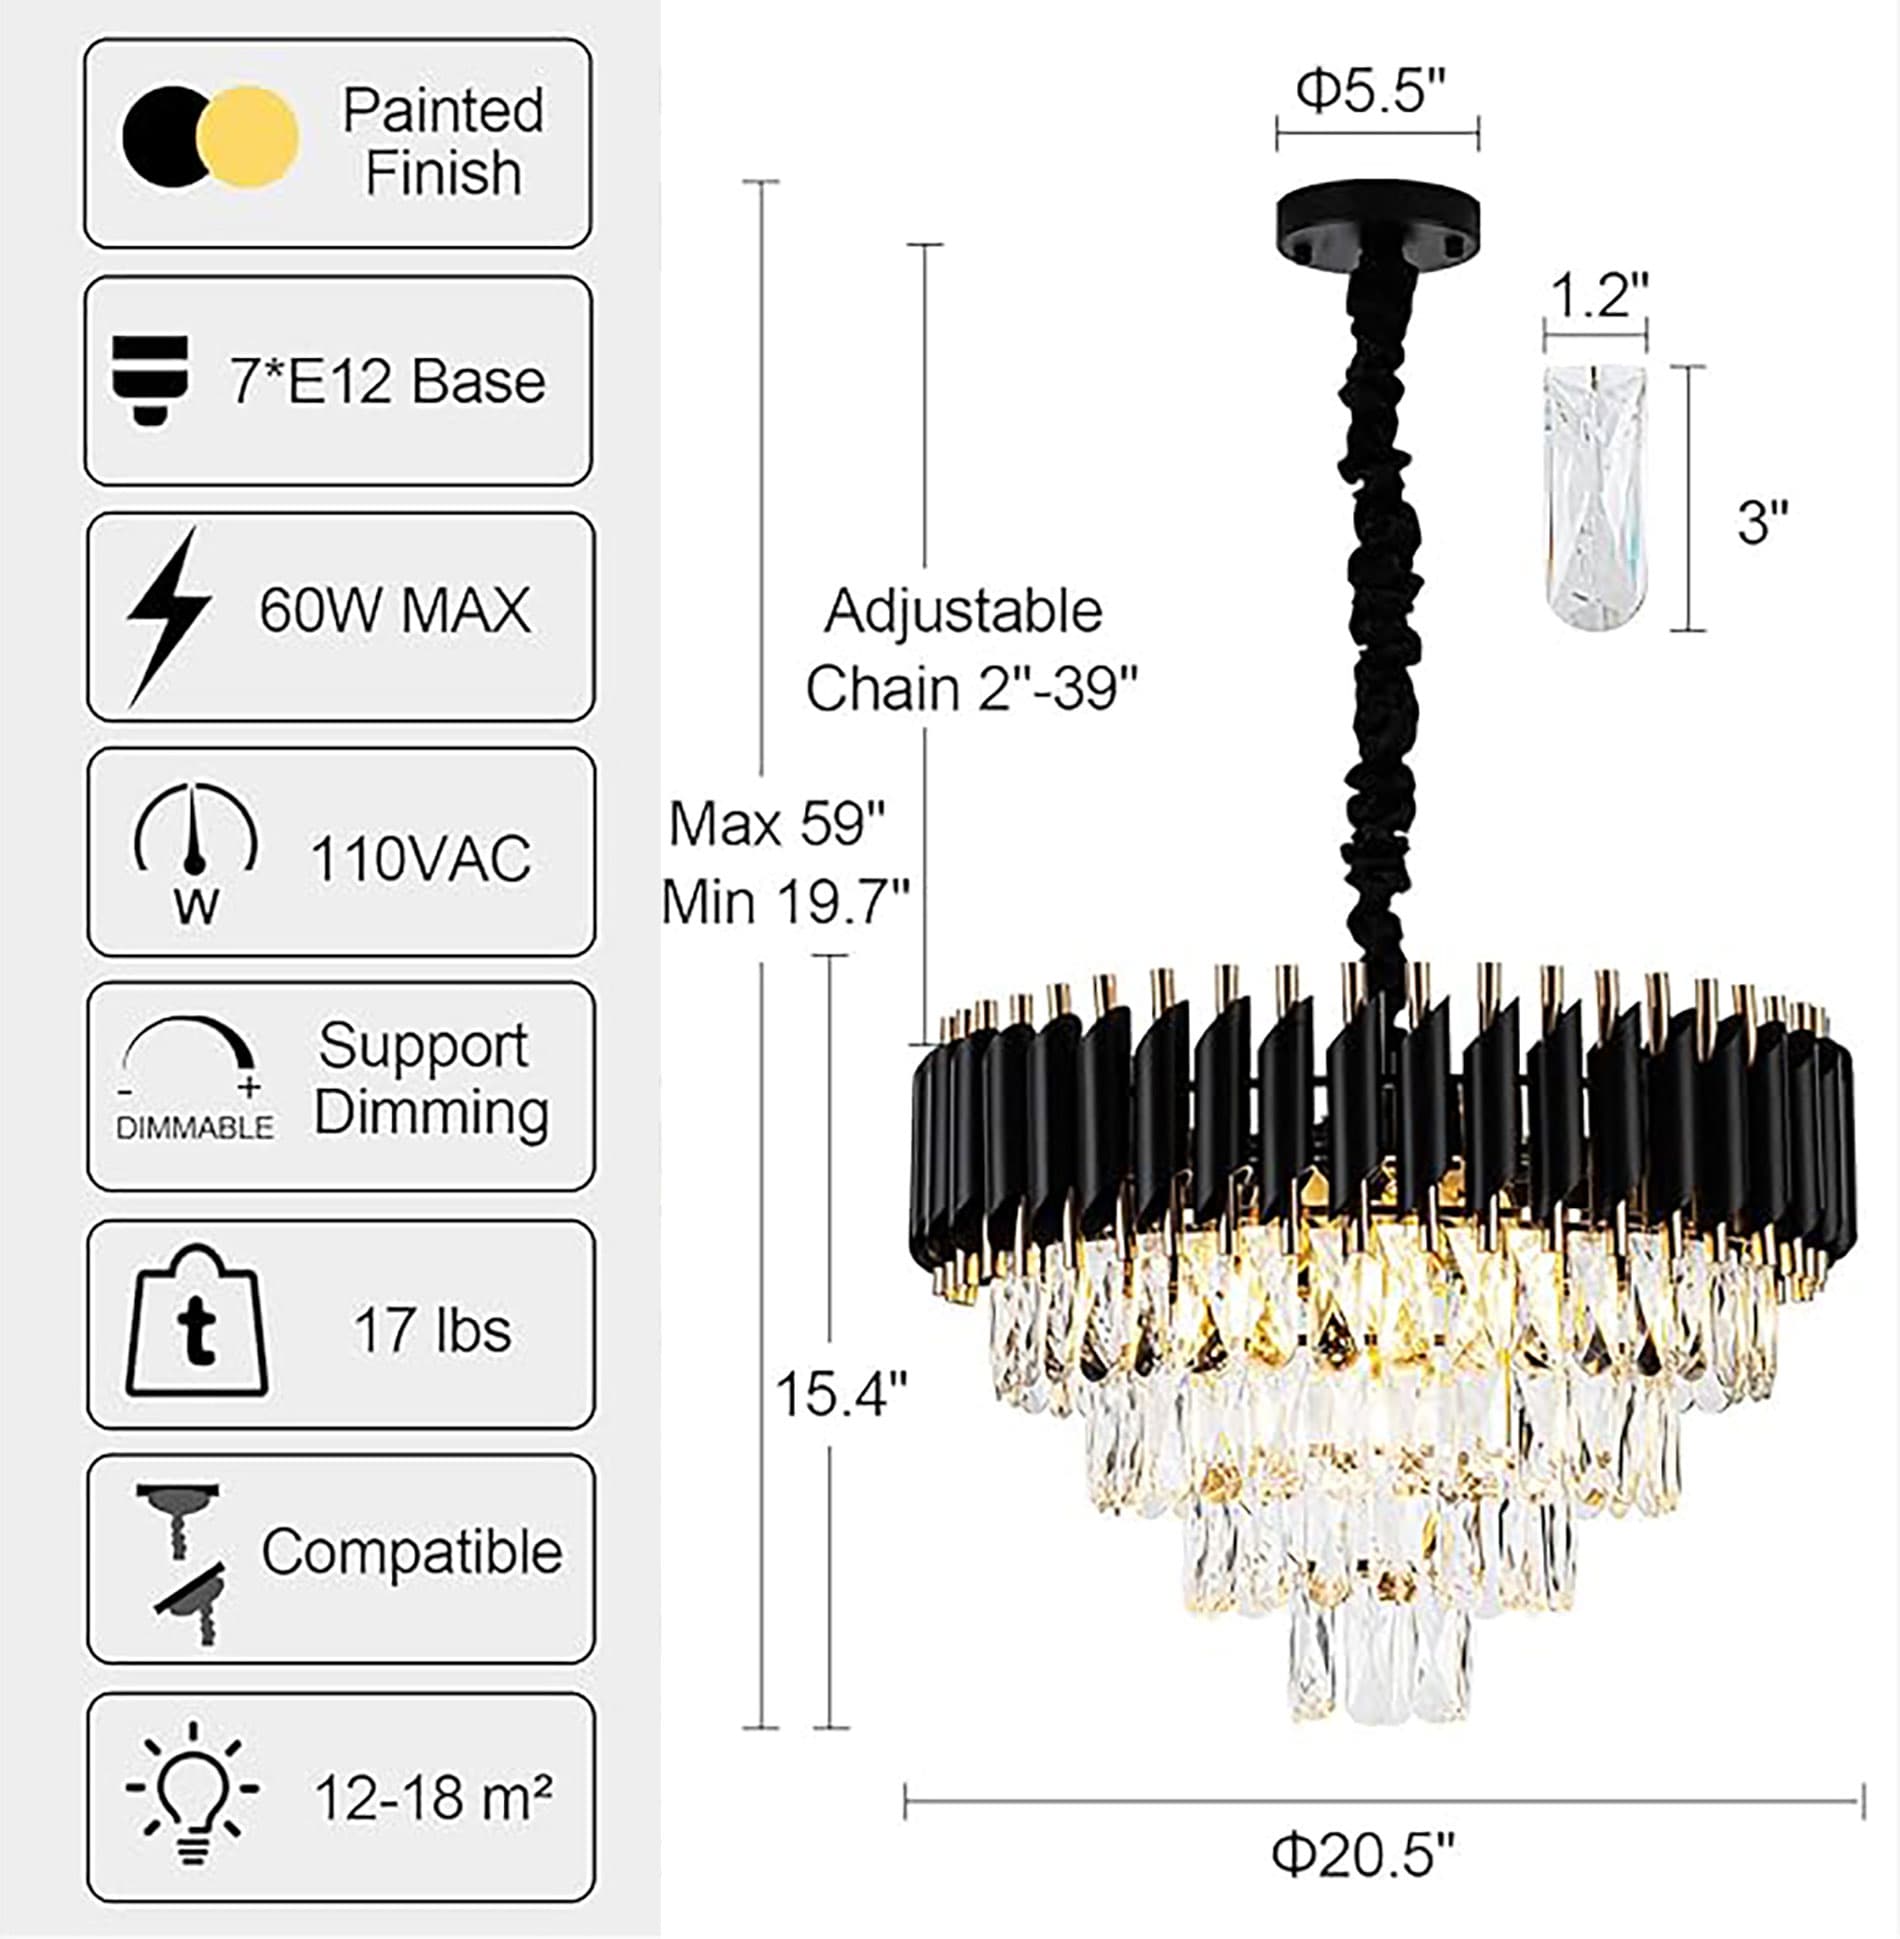 Painted
Finish
7*E12 Base
60W MAX
W
110VAC
- +
DIMMABLE
Support
Dimming
t
17 lbs
Compatible
12-18 m²
Φ5.5"
1.2"
3"
Adjustable
Chain 2"-39"
Max 59"
Min 19.7"
15.4"
Φ20.5"